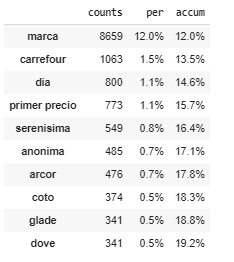 counts per accum
marca 8659 12.0% 12.0%
carrefour 1063 1.5% 13.5%
dia 800 1.1% 14.6%
primer precio 773 1.1% 15.7%
serenisima 549 0.8% 16.4%
anonima 485 0.7% 17.1%
arcor 476 0.7% 17.8%
coto 374 0.5% 18.3%
glade 341 0.5% 18.8%
dove 341 0.5% 19.2%